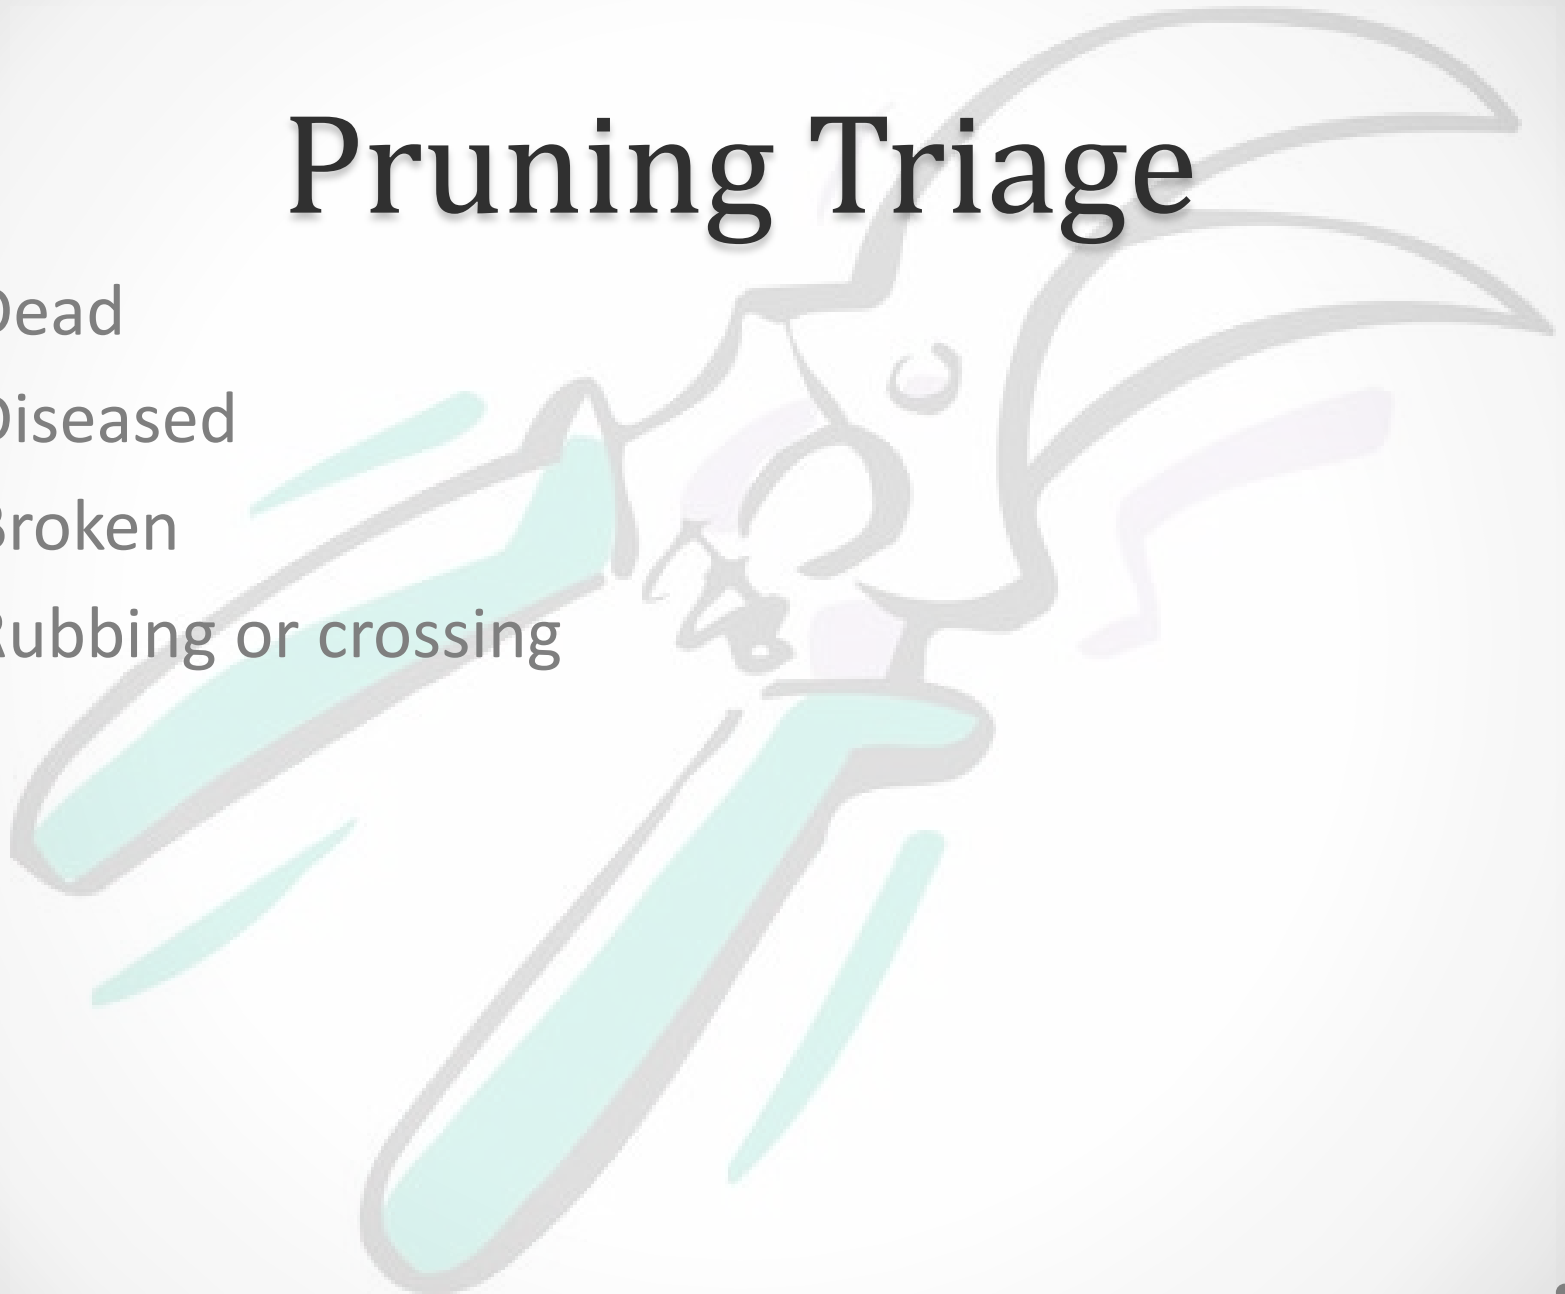 Pruning Triage
Dead
Diseased
Broken
Rubbing or crossing